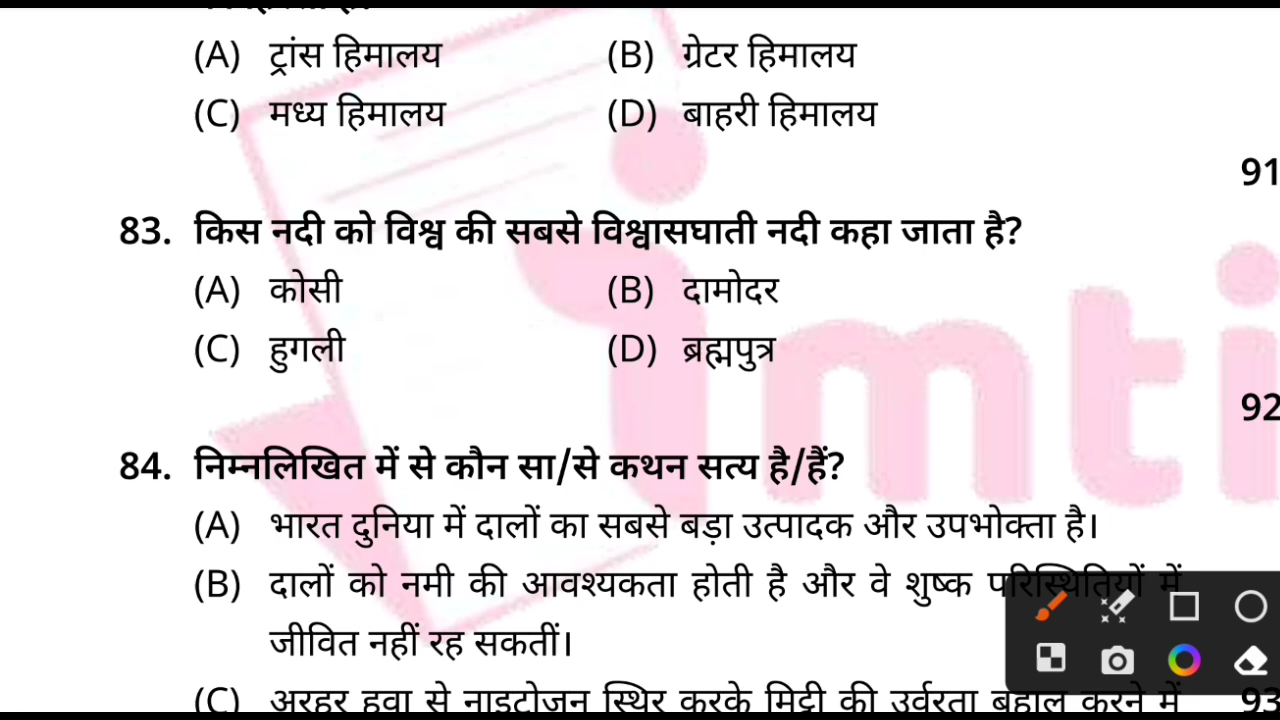 (A) ट्रांस हिमालय (B) ग्रेटर हिमालय
(C) मध्य हिमालय (D) बाहरी हिमालय
91
83. किस नदी को विश्व की सबसे विश्वासघाती नदी कहा जाता है?
(A) कोसी (B) दामोदर
(C) हुगली (D) ब्रह्मपुत्र
92
84. निम्नलिखित में से कौन सा/से कथन सत्य है/हैं?
(A) भारत दुनिया में दालों का सबसे बड़ा उत्पादक और उपभोक्ता है।
(B) दालों को नमी की आवश्यकता होती है और वे शुष्क परिस्थितियों में
जीवित नहीं रह सकतीं।
(C) अरहर हवा से नाइट्रोजन स्थिर करके मिट्टी की उर्वरता बहाल करने में
93
imti